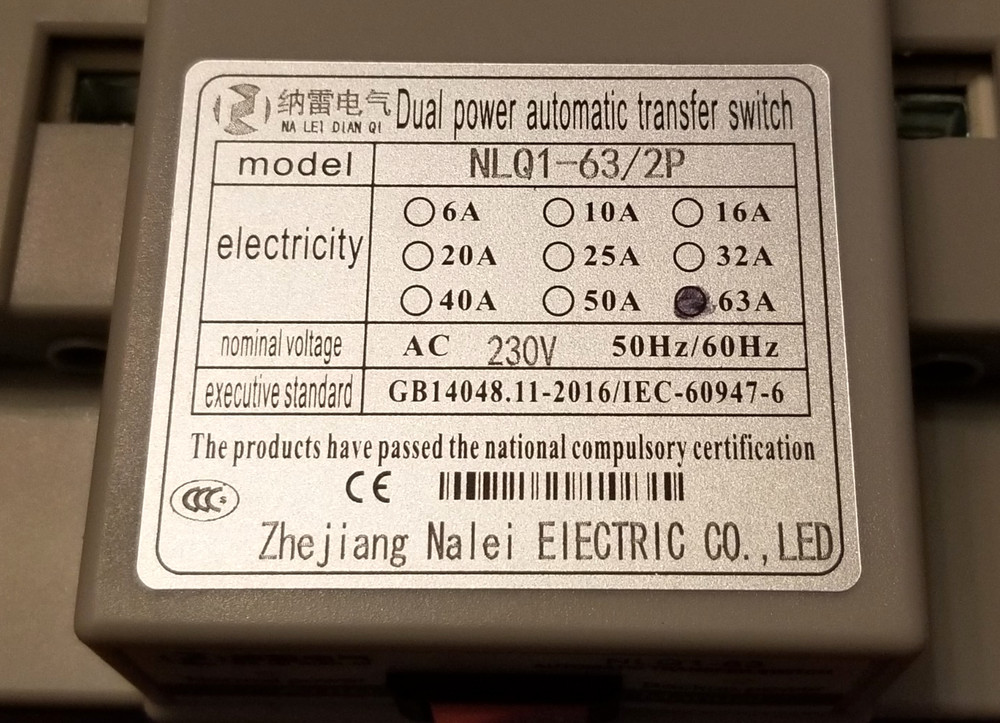 纳雷电气 Dual power automatic transfer switch
NA LEI DIAN QI
model NLQ1-63/2P
electricity
6A 10A 16A
20A 25A 32A
40A 50A 63A
nominal voltage AC 230V 50Hz/60Hz
executive standard GB14048.11-2016/IEC-60947-6
The products have passed the national compulsory certification
CCC S CE
Zhejiang Nalei ElECTRIC CO.,LED